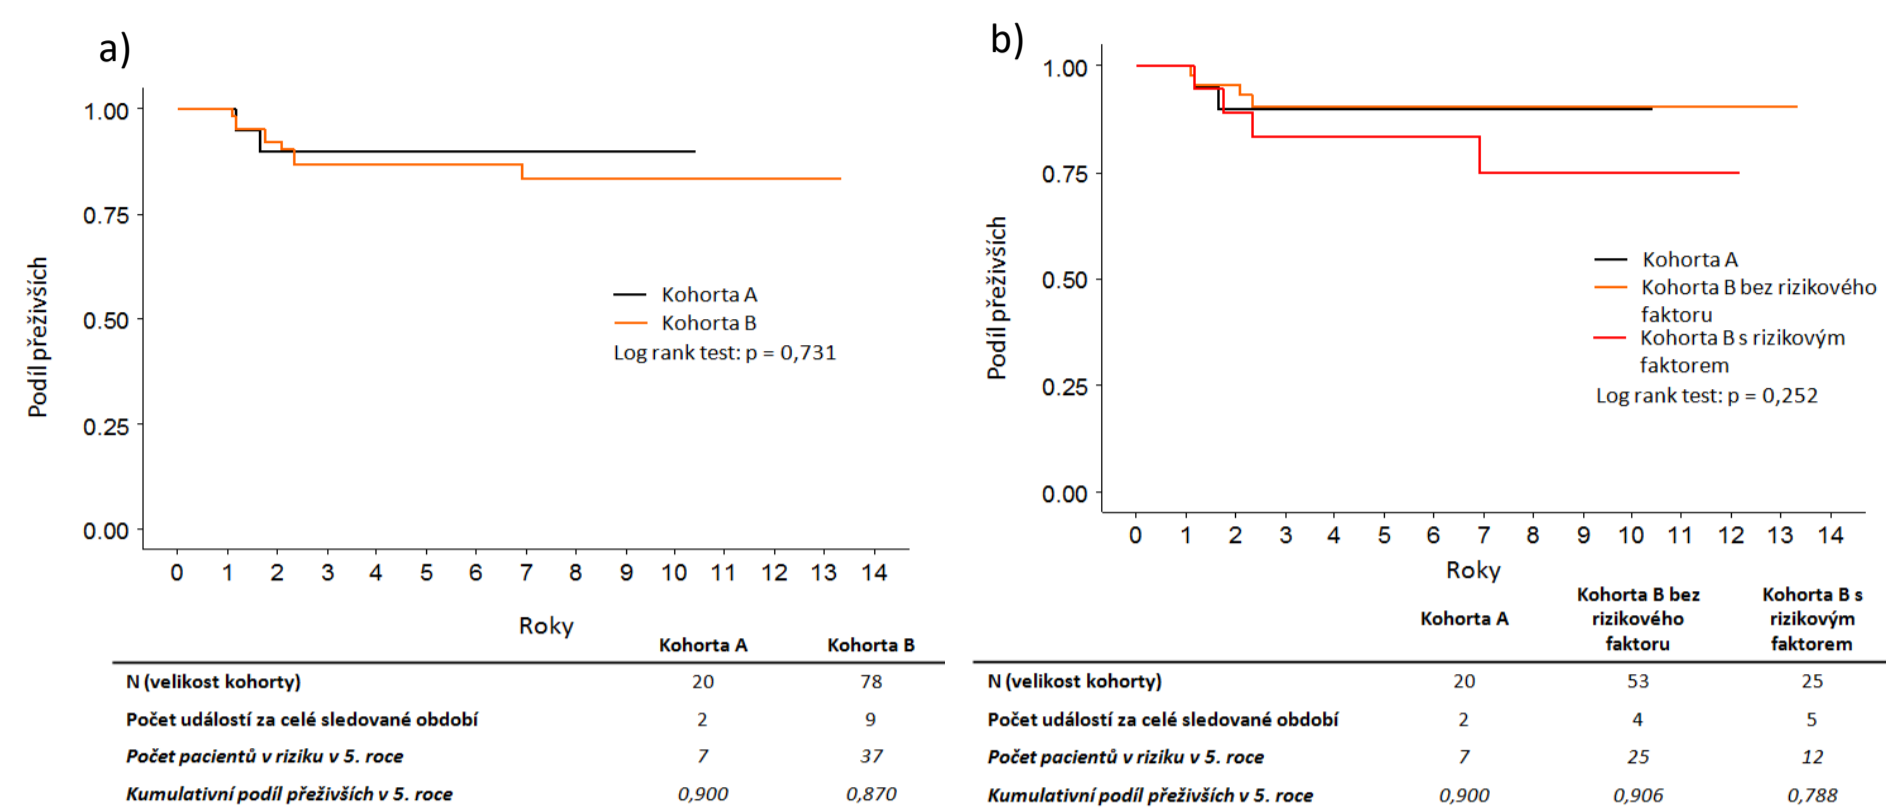 a)
1.00
0.75
0.50
0.25
0.00
Podíl přeživších
Kohorta A
Kohorta B
Log rank test: p = 0,731
0 1 2 3 4 5 6 7 8 9 10 11 12 13 14
Roky
Kohorta A Kohorta B
N (velikost kohorty) 20 78
Počet událostí za celé sledované období 2 9
Počet pacientů v riziku v 5. roce 7 37
Kumulativní podíl přeživších v 5. roce 0,900 0,870
b)
1.00
0.75
0.50
0.25
0.00
Podíl přeživších
Kohorta A
Kohorta B bez rizikového
faktoru
Kohorta B s rizikovým
faktorem
Log rank test: p = 0,252
0 1 2 3 4 5 6 7 8 9 10 11 12 13 14
Roky
Kohorta A
Kohorta B bez
rizikového
faktoru
Kohorta B s
rizikovým
faktorem
N (velikost kohorty) 20 53 25
Počet událostí za celé sledované období 2 4 5
Počet pacientů v riziku v 5. roce 7 25 12
Kumulativní podíl přeživších v 5. roce 0,900 0,906 0,788